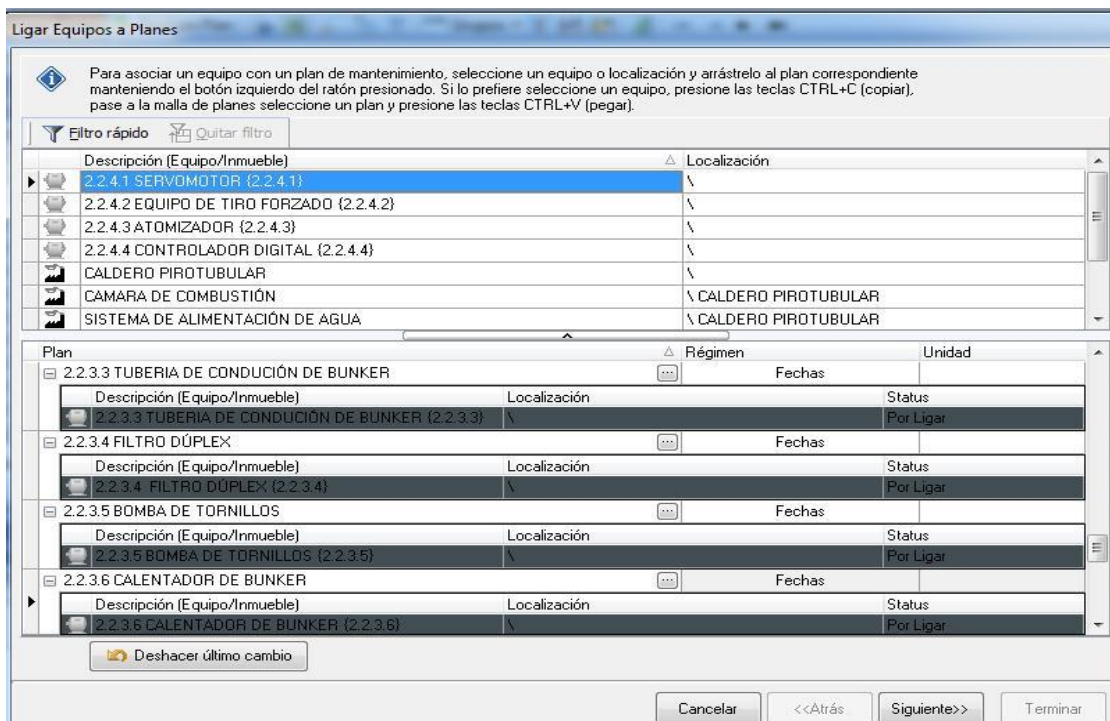 Ligar Equipos a Planes
Para asociar un equipo con un plan de mantenimiento, seleccione un equipo o localización y arrástrelo al plan correspondiente
manteniendo el botón izquierdo del ratón presionado. Si lo prefiere seleccione un equipo, presione las teclas CTRL+C (copiar),
pase a la malla de planes seleccione un plan y presione las teclas CTRL+V (pegar).
Filtro rápido Quitar filtro
Descripción (Equipo/Inmueble) Localización
2.2.4.1 SERVOMOTOR {2.2.4.1} \
2.2.4.2 EQUIPO DE TIRO FORZADO {2.2.4.2} \
2.2.4.3 ATOMIZADOR {2.2.4.3} \
2.2.4.4 CONTROLADOR DIGITAL {2.2.4.4} \
CALDERO PIROTUBULAR \
CAMARA DE COMBUSTIÓN \ CALDERO PIROTUBULAR
SISTEMA DE ALIMENTACIÓN DE AGUA \ CALDERO PIROTUBULAR
Plan Régimen Unidad
2.2.3.3 TUBERIA DE CONDUCIÓN DE BUNKER ... Fechas
Descripción (Equipo/Inmueble) Localización Status
2.2.3.3 TUBERIA DE CONDUCIÓN DE BUNKER {2.2.3.3} \ Por Ligar
2.2.3.4 FILTRO DÚPLEX ... Fechas
Descripción (Equipo/Inmueble) Localización Status
2.2.3.4 FILTRO DÚPLEX {2.2.3.4} \ Por Ligar
2.2.3.5 BOMBA DE TORNILLOS ... Fechas
Descripción (Equipo/Inmueble) Localización Status
2.2.3.5 BOMBA DE TORNILLOS {2.2.3.5} \ Por Ligar
2.2.3.6 CALENTADOR DE BUNKER ... Fechas
Descripción (Equipo/Inmueble) Localización Status
2.2.3.6 CALENTADOR DE BUNKER {2.2.3.6} \ Por Ligar
Deshacer último cambio
Cancelar <<Atrás Siguiente>> Terminar